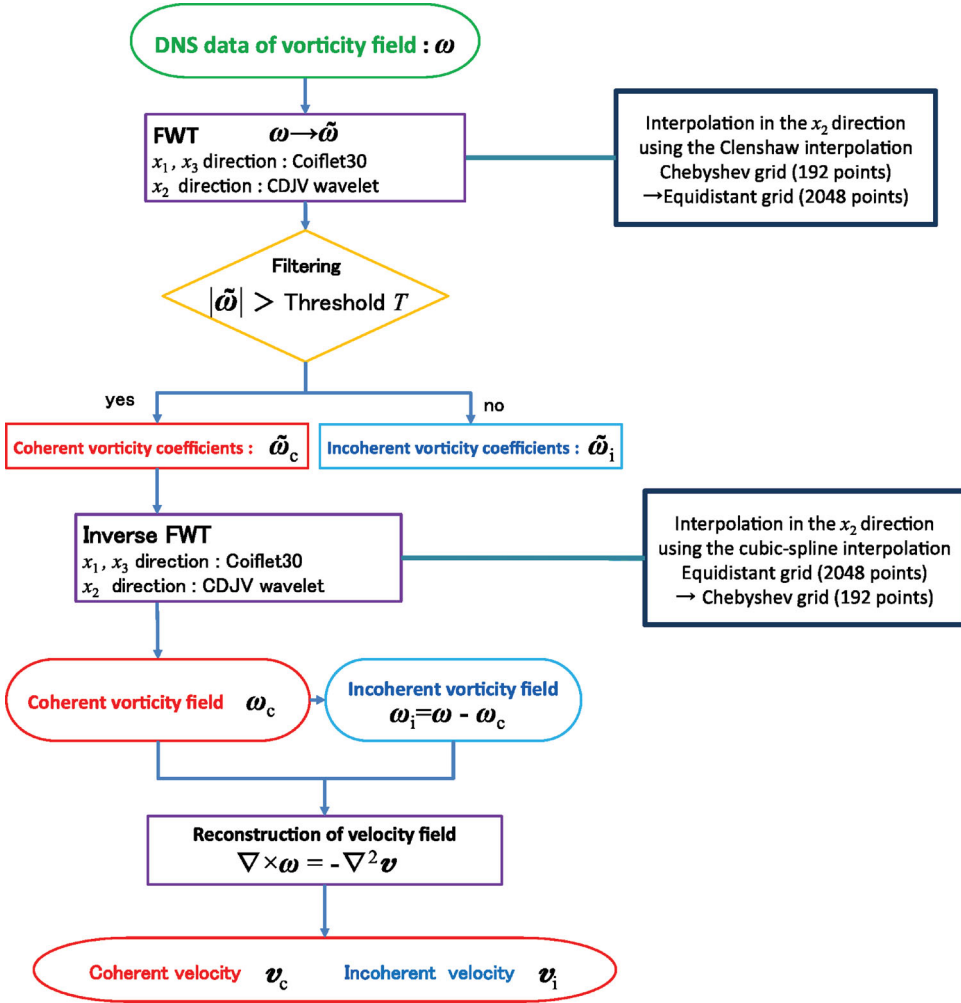 DNS data of vorticity field : ω
FWT ω→ω̃
x₁, x₃ direction : Coiflet30
x₂ direction : CDJV wavelet
Interpolation in the x₂ direction
using the Clenshaw interpolation
Chebyshev grid (192 points)
→Equidistant grid (2048 points)
Filtering
|ω̃| > Threshold T
yes
no
Coherent vorticity coefficients : ω̃c
Incoherent vorticity coefficients : ω̃i
Inverse FWT
x₁, x₃ direction : Coiflet30
x₂ direction : CDJV wavelet
Interpolation in the x₂ direction
using the cubic-spline interpolation
Equidistant grid (2048 points)
→ Chebyshev grid (192 points)
Coherent vorticity field ωc
Incoherent vorticity field
ωi=ω - ωc
Reconstruction of velocity field
∇×ω = -∇²v
Coherent velocity vc Incoherent velocity vi